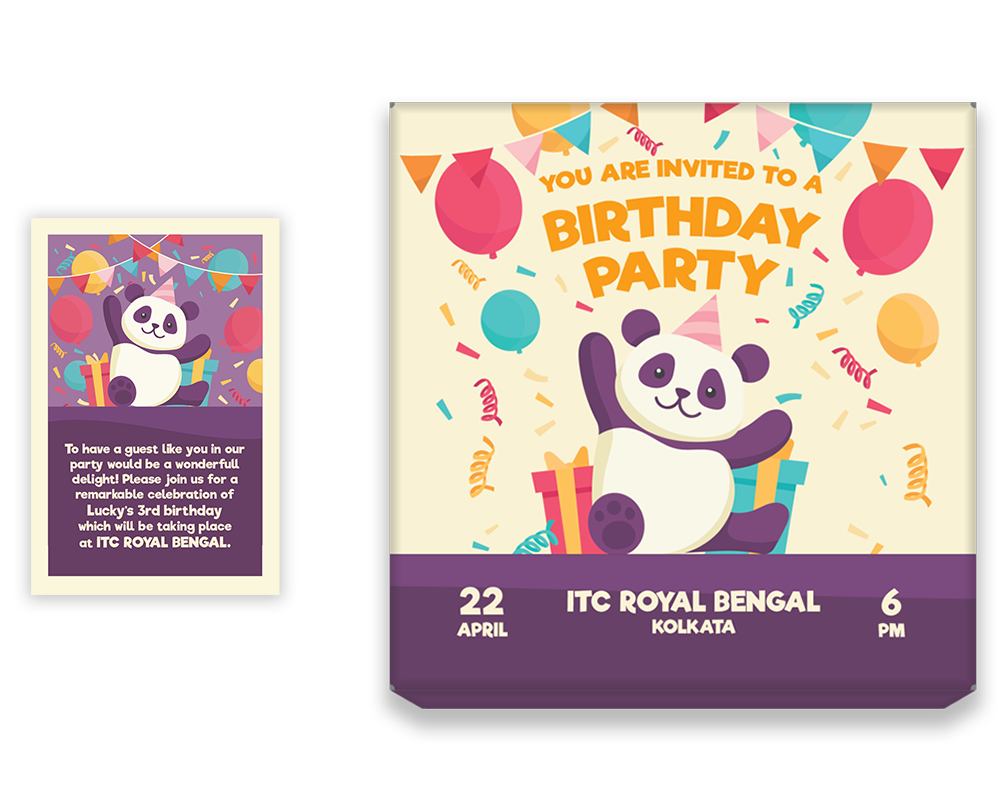 To have a guest like you in our
party would be a wonderfull
delight! Please join us for a
remarkable celebration of
Lucky's 3rd birthday
which will be taking place
at ITC ROYAL BENGAL.
YOU ARE INVITED TO A
BIRTHDAY
PARTY
22 APRIL
ITC ROYAL BENGAL
KOLKATA
6 PM